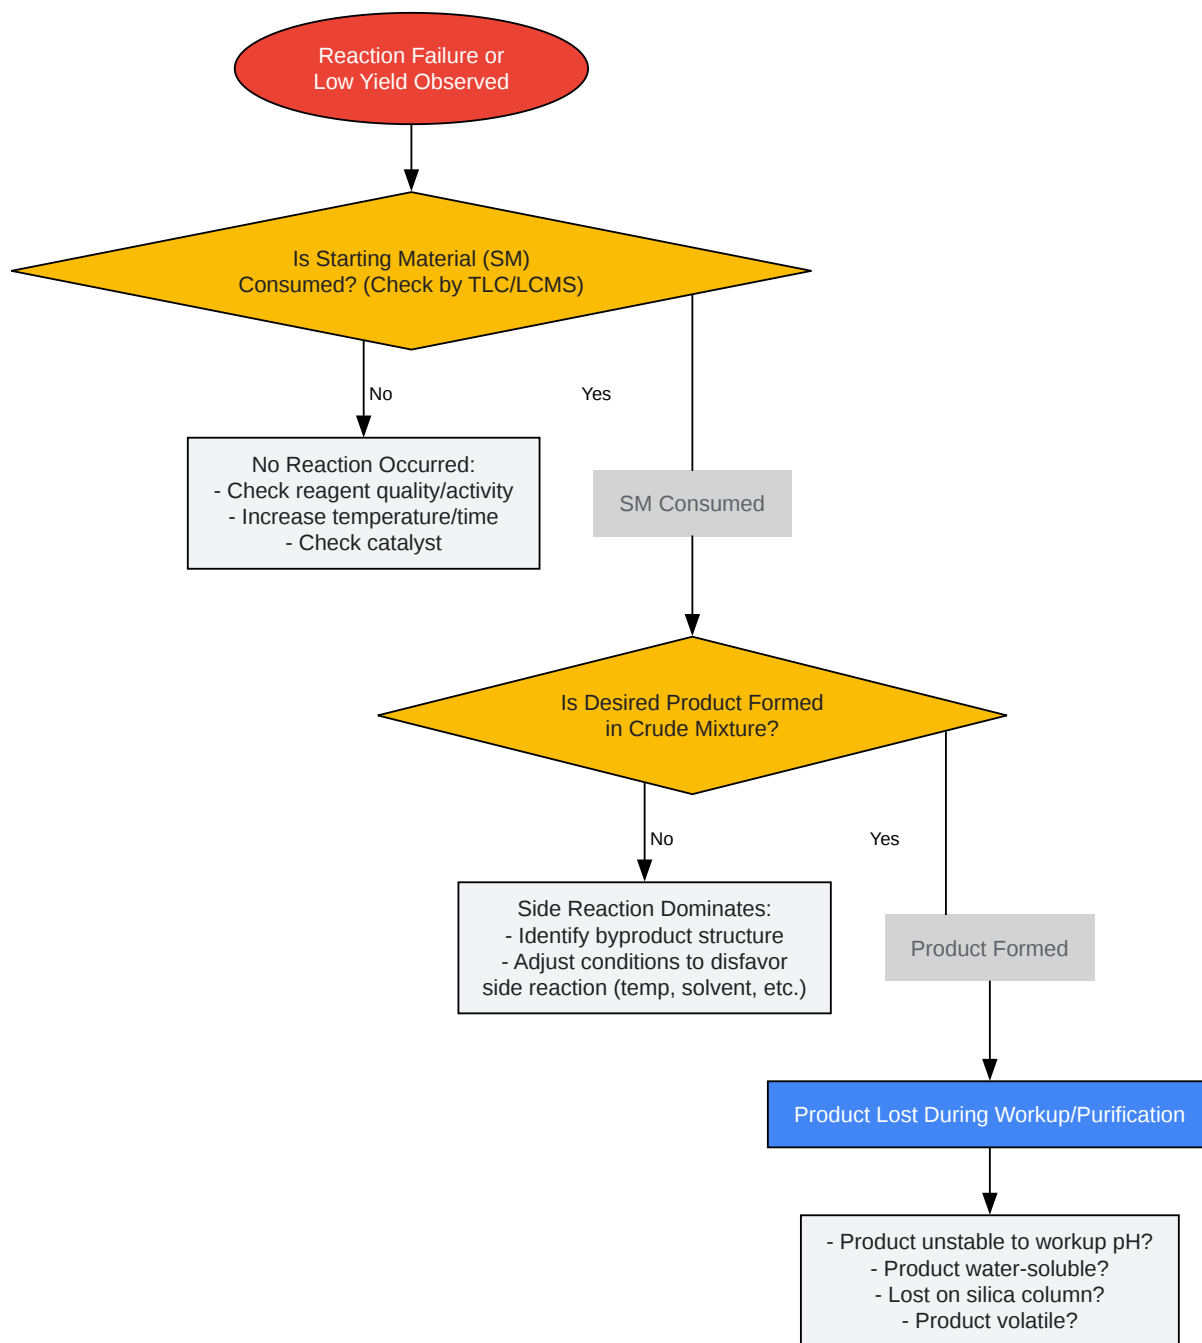 Reaction Failure or
Low Yield Observed
Is Starting Material (SM)
Consumed? (Check by TLC/LCMS)
No
Yes
No Reaction Occurred:
- Check reagent quality/activity
- Increase temperature/time
- Check catalyst
SM Consumed
Is Desired Product Formed
in Crude Mixture?
No
Yes
Side Reaction Dominates:
- Identify byproduct structure
- Adjust conditions to disfavor
side reaction (temp, solvent, etc.)
Product Formed
Product Lost During Workup/Purification
- Product unstable to workup pH?
- Product water-soluble?
- Lost on silica column?
- Product volatile?